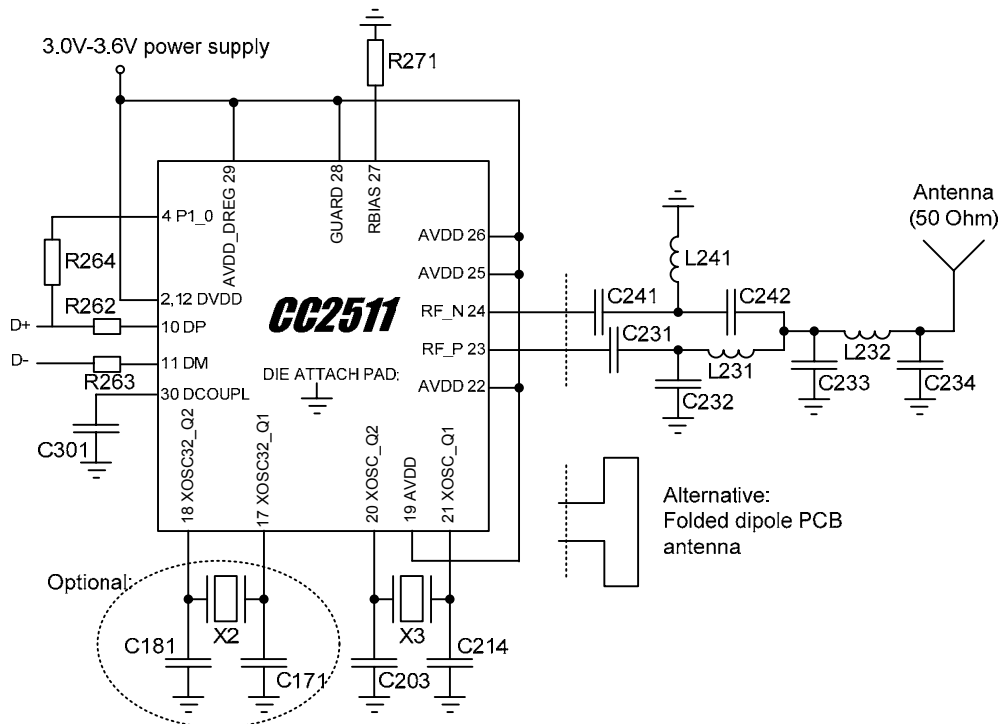 3.0V-3.6V power supply
R271
AVDD_DREG 29
GUARD 28
RBIAS 27
4 P1_0
R264
R262
2,12 DVDD
D+
10 DP
D-
11 DM
R263
30 DCOUPL
C301
CC2511
DIE ATTACH PAD:
AVDD 26
AVDD 25
RF_N 24
RF_P 23
AVDD 22
18 XOSC32_Q2
17 XOSC32_Q1
20 XOSC_Q2
19 AVDD
21 XOSC_Q1
L241
C241
C242
C231
L231
C232
C233
L232
C234
Antenna
(50 Ohm)
Alternative:
Folded dipole PCB
antenna
Optional:
X2
C181
C171
X3
C203
C214